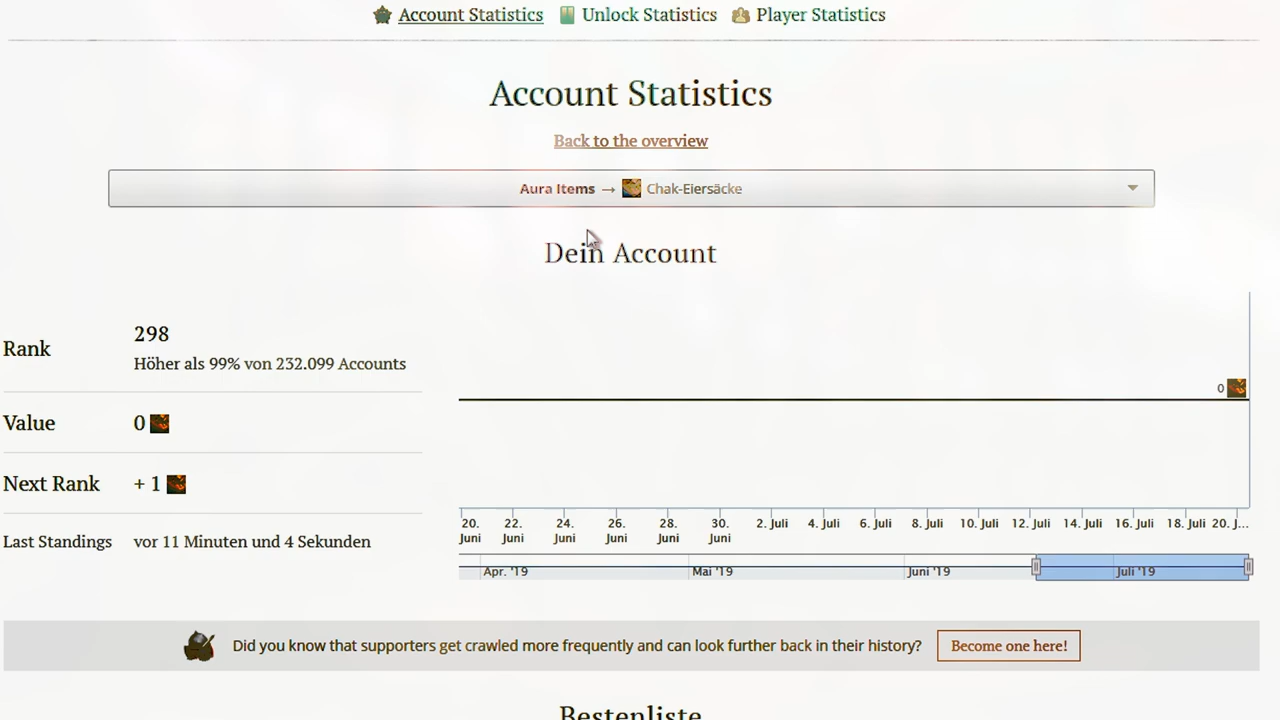 Account Statistics Unlock Statistics Player Statistics
Account Statistics
Back to the overview
Aura Items → Chak-Eiersäcke
Dein Account
Rank 298
Höher als 99% von 232.099 Accounts
Value 0
Next Rank + 1
Last Standings vor 11 Minuten und 4 Sekunden
0
20. Juni 22. Juni 24. Juni 26. Juni 28. Juni 30. Juni 2. Juli 4. Juli 6. Juli 8. Juli 10. Juli 12. Juli 14. Juli 16. Juli 18. Juli 20. J...
Apr. '19 Mai '19 Juni '19 Juli '19
Did you know that supporters get crawled more frequently and can look further back in their history? Become one here!
Bestenliste